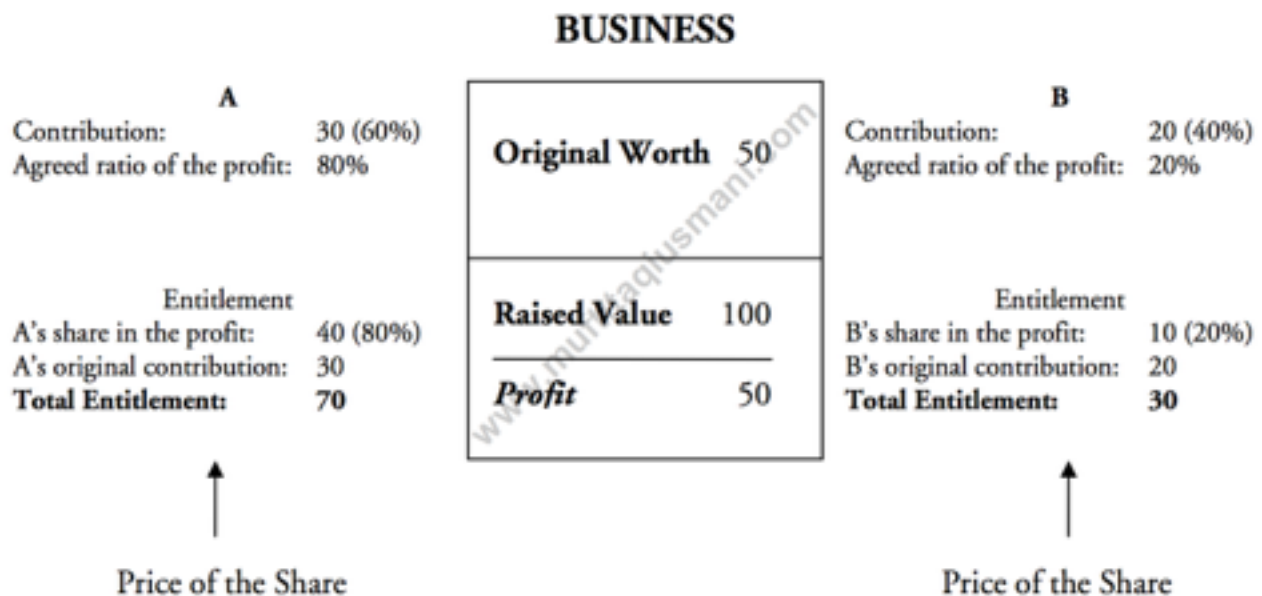 BUSINESS
A
Contribution: 30 (60%)
Agreed ratio of the profit: 80%
Entitlement
A's share in the profit: 40 (80%)
A's original contribution: 30
Total Entitlement: 70
Price of the Share
Original Worth 50
Raised Value 100
Profit 50
www.muftitaqiusmani.com
B
Contribution: 20 (40%)
Agreed ratio of the profit: 20%
Entitlement
B's share in the profit: 10 (20%)
B's original contribution: 20
Total Entitlement: 30
Price of the Share